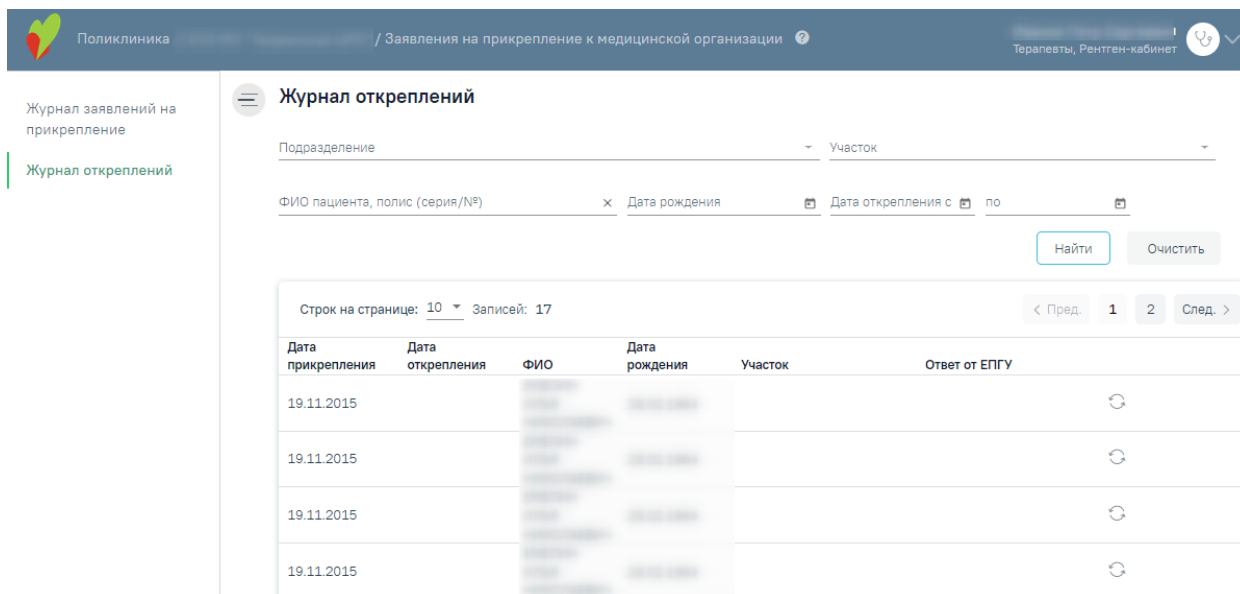 Поликлиника / Заявления на прикрепление к медицинской организации ?
Терапевты, Рентген-кабинет
Журнал заявлений на
прикрепление
Журнал откреплений
Журнал откреплений
Подразделение Участок
ФИО пациента, полис (серия/№) Дата рождения Дата открепления с по
Найти Очистить
Строк на странице: 10 Записей: 17 < Пред. 1 2 След. >
Дата прикрепления Дата открепления ФИО Дата рождения Участок Ответ от ЕПГУ
19.11.2015
19.11.2015
19.11.2015
19.11.2015